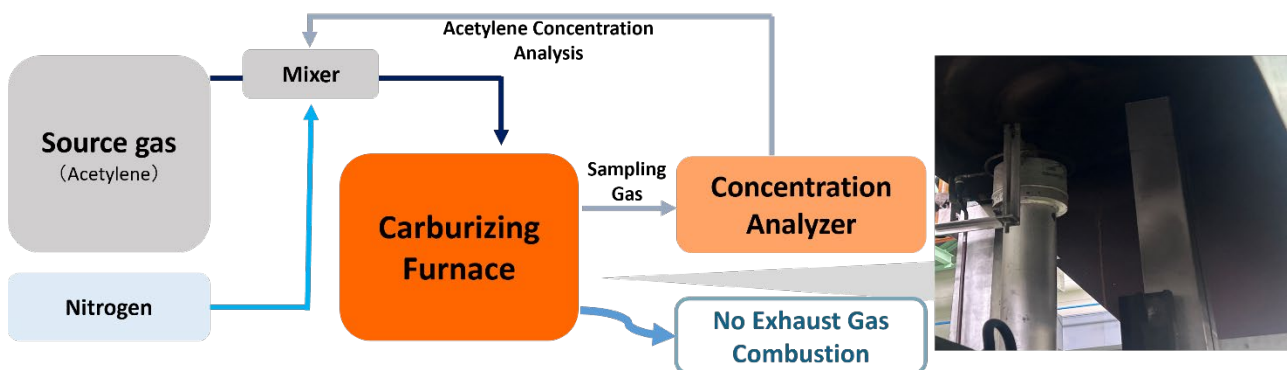 Acetylene Concentration
Analysis
Mixer
Source gas
（Acetylene）
Nitrogen
Carburizing
Furnace
Sampling
Gas
Concentration
Analyzer
No Exhaust Gas
Combustion